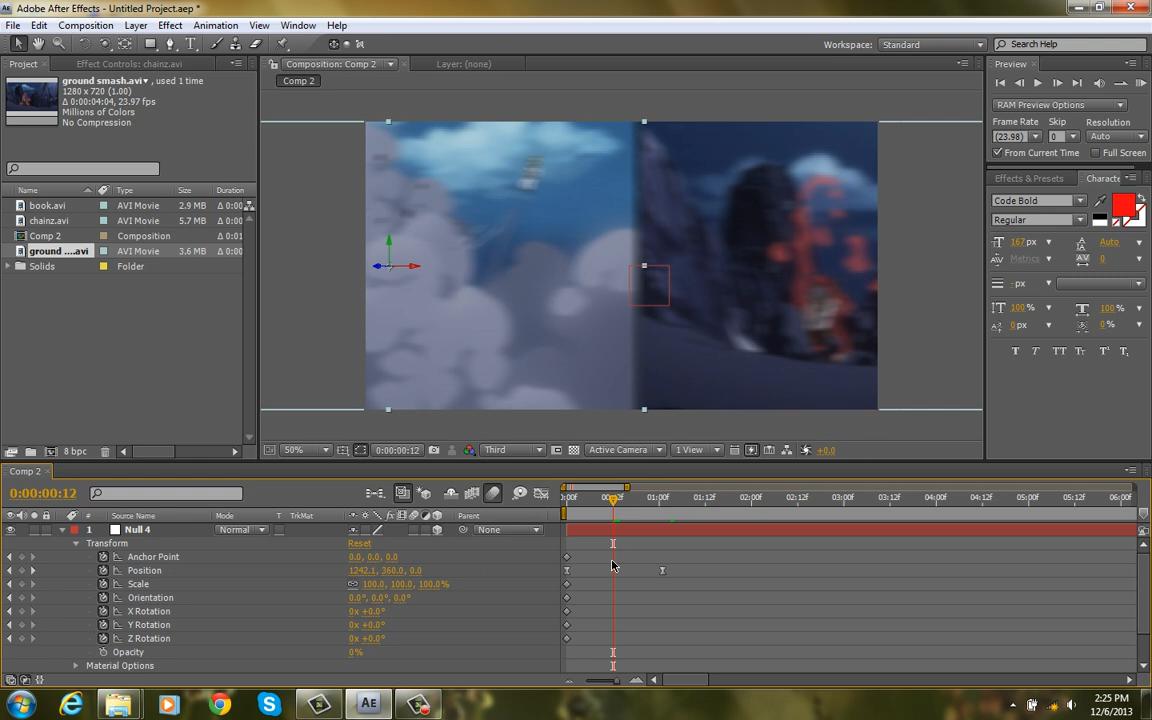 Adobe After Effects - Untitled Project.aep *
File Edit Composition Layer Effect Animation View Window Help
Workspace: Standard Search Help
Project Effect Controls: chainz.avi
ground smash.avi▾ , used 1 time
1280 x 720 (1.00)
Δ 0:00:04:04, 23.97 fps
Millions of Colors
No Compression
Name Type Size Duration
book.avi AVI Movie 2.9 MB Δ 0:00
chainz.avi AVI Movie 5.7 MB Δ 0:00
Comp 2 Composition Δ 0:01
ground ....avi AVI Movie 3.6 MB Δ 0:00
Solids Folder
8 bpc
Composition: Comp 2 Layer: (none)
Comp 2
50% 0:00:00:12 Third Active Camera 1 View +0.0
Preview
RAM Preview Options
Frame Rate Skip Resolution
(23.98) 0 Auto
From Current Time Full Screen
Effects & Presets Characte
Code Bold
Regular
167 px Auto
Metrics 0
- px
100 % 100 %
0 px 0 %
T T TT Tr T¹ T₁
Comp 2
0:00:00:12
:00f 00:12f 01:00f 01:12f 02:00f 02:12f 03:00f 03:12f 04:00f 04:12f 05:00f 05:12f 06:00f
# Source Name Mode T TrkMat Parent
1 Null 4 Normal None
Transform Reset
Anchor Point 0.0, 0.0, 0.0
Position 1242.1, 360.0, 0.0
Scale 100.0, 100.0, 100.0%
Orientation 0.0°, 0.0°, 0.0°
X Rotation 0x +0.0°
Y Rotation 0x +0.0°
Z Rotation 0x +0.0°
Opacity 0%
Material Options
2:25 PM
12/6/2013